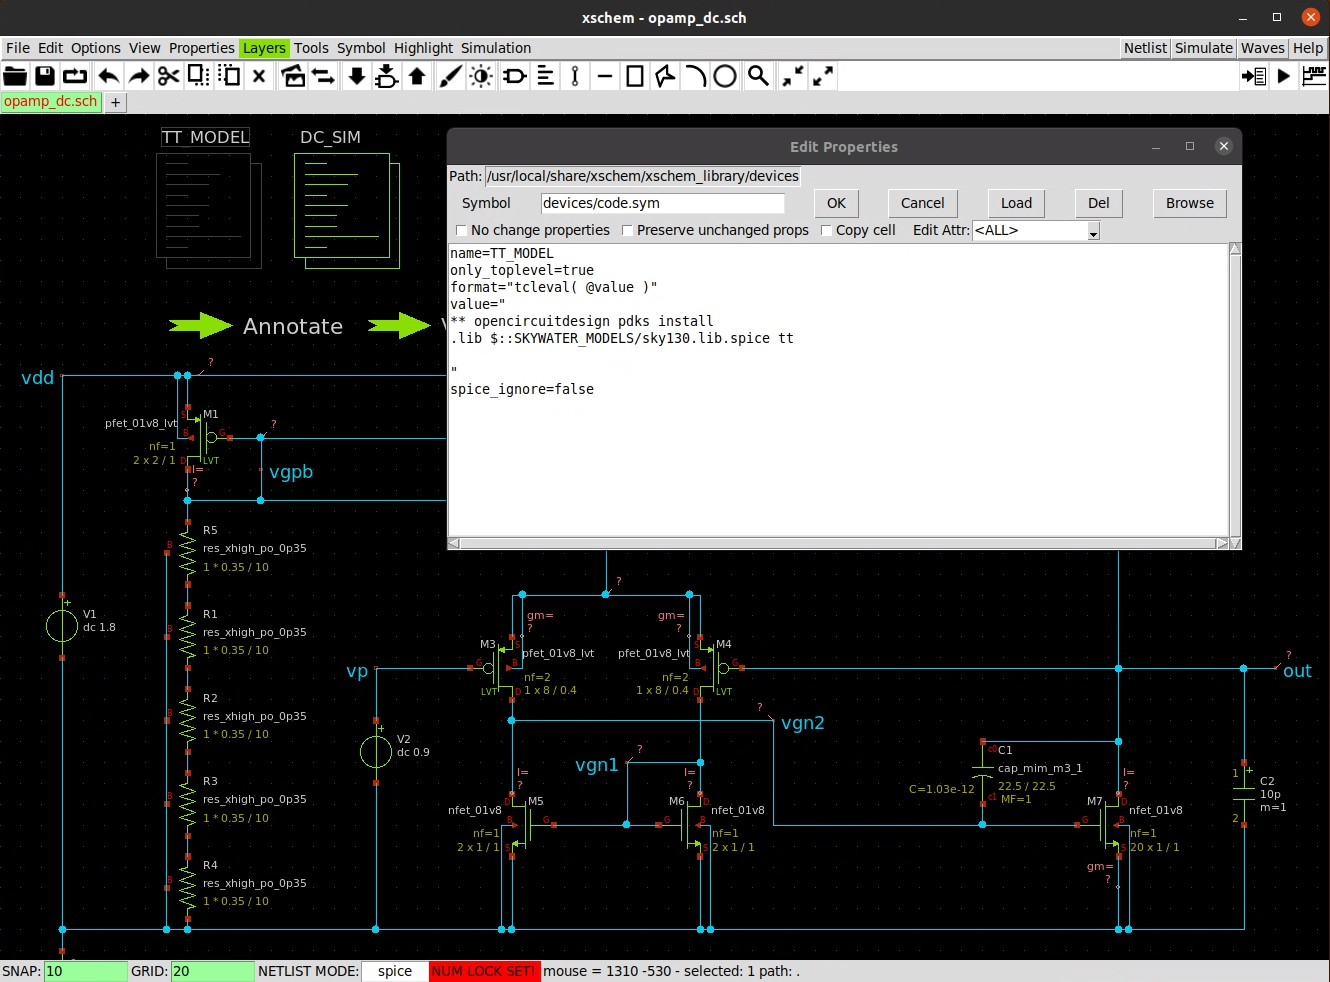 xschem - opamp_dc.sch
File Edit Options View Properties Layers Tools Symbol Highlight Simulation Netlist Simulate Waves Help
opamp_dc.sch +
TT_MODEL DC_SIM
Edit Properties
Path: /usr/local/share/xschem/xschem_library/devices
Symbol devices/code.sym OK Cancel Load Del Browse
No change properties Preserve unchanged props Copy cell Edit Attr: <ALL>
name=TT_MODEL
only_toplevel=true
format="tcleval( @value )"
value="
** opencircuitdesign pdks install
.lib $::SKYWATER_MODELS/sky130.lib.spice tt
"
spice_ignore=false
Annotate
vdd
?
M1
S
pfet_01v8_lvt
B
G
?
nf=1
2 x 2 / 1
D
LVT
I=
?
vgpb
R5
B
res_xhigh_po_0p35
1 * 0.35 / 10
R1
B
res_xhigh_po_0p35
1 * 0.35 / 10
R2
B
res_xhigh_po_0p35
1 * 0.35 / 10
R3
B
res_xhigh_po_0p35
1 * 0.35 / 10
R4
B
res_xhigh_po_0p35
1 * 0.35 / 10
+
V1
dc 1.8
?
gm=
?
gm=
?
M3
S
pfet_01v8_lvt
G
B
nf=2
1 x 8 / 0.4
LVT
D
M4
S
pfet_01v8_lvt
B
G
nf=2
1 x 8 / 0.4
D
LVT
vp
+
V2
dc 0.9
?
vgn2
?
vgn1
?
out
I=
?
M5
D
nfet_01v8
B
G
nf=1
2 x 1 / 1
S
I=
?
M6
D
nfet_01v8
G
B
nf=1
2 x 1 / 1
S
c0
C1
cap_mim_m3_1
C=1.03e-12
22.5 / 22.5
c1
MF=1
I=
?
M7
D
nfet_01v8
G
B
nf=1
S
20 x 1 / 1
gm=
?
1
+
C2
10p
m=1
2
SNAP: 10 GRID: 20 NETLIST MODE: spice NUM LOCK SET! mouse = 1310 -530 - selected: 1 path: .